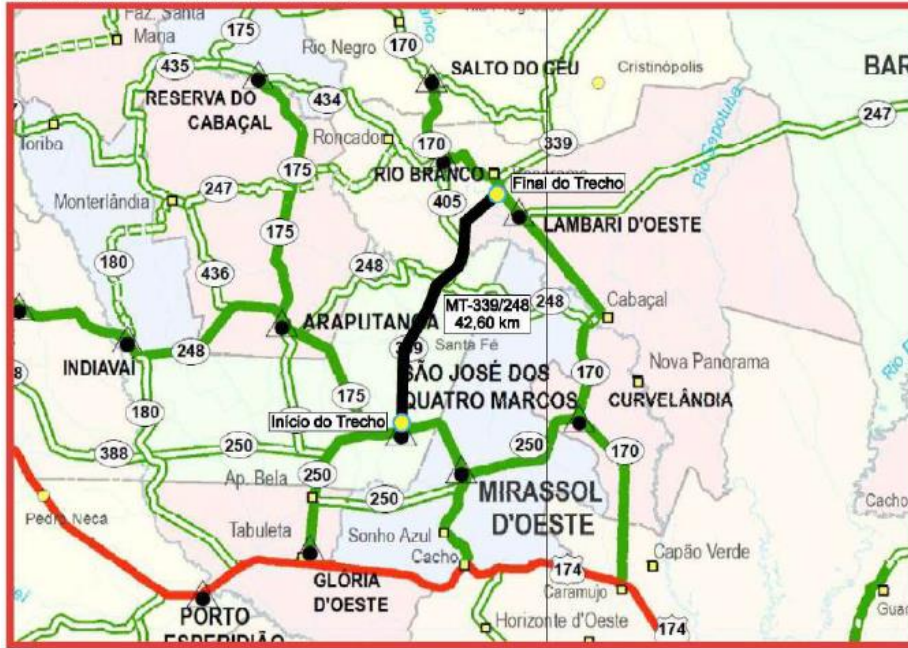 Faz. Santa
Maria
175
Rio Negro
170
SALTO DO CÉU
Cristinópolis
BAR
435
RESERVA DO
CABAÇAL
434
Roncador
339
247
Rio
Toriba
170
175
RIO BRANCO
Final do Trecho
Monterlândia
247
405
LAMBARI D'OESTE
180
175
436
248
MT-339/248
42,60 km
248
Cabaçal
ARAPUTANGA
INDIAVAÍ
248
Santa Fé
SÃO JOSÉ DOS
QUATRO MARCOS
170
Nova Panorama
CURVELÂNDIA
175
Início do Trecho
180
250
388
250
170
Ap. Bela
250
250
MIRASSOL
D'OESTE
Cacho
Pedro Neca
Tabuleta
Sonho Azul
Cacho
174
Capão Verde
GLÓRIA
D'OESTE
Caramujo
PORTO
ESPERIDIÃO
Horizonte d'Oeste
174
Gua